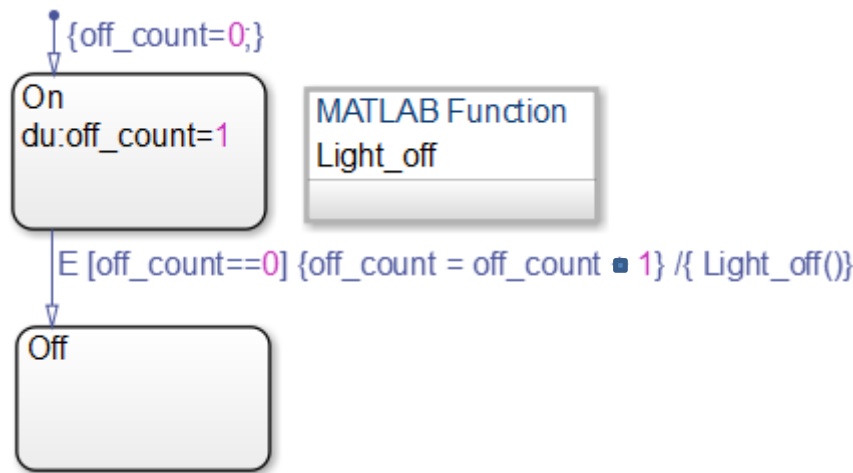 {off_count=0;}
On
du:off_count=1
MATLAB Function
Light_off
E [off_count==0] {off_count = off_count 1} /{ Light_off()}
Off